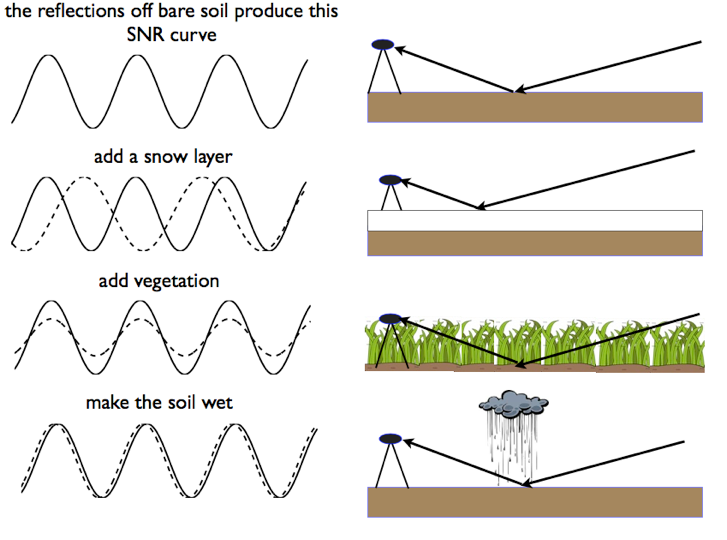 the reflections off bare soil produce this
SNR curve
add a snow layer
add vegetation
make the soil wet